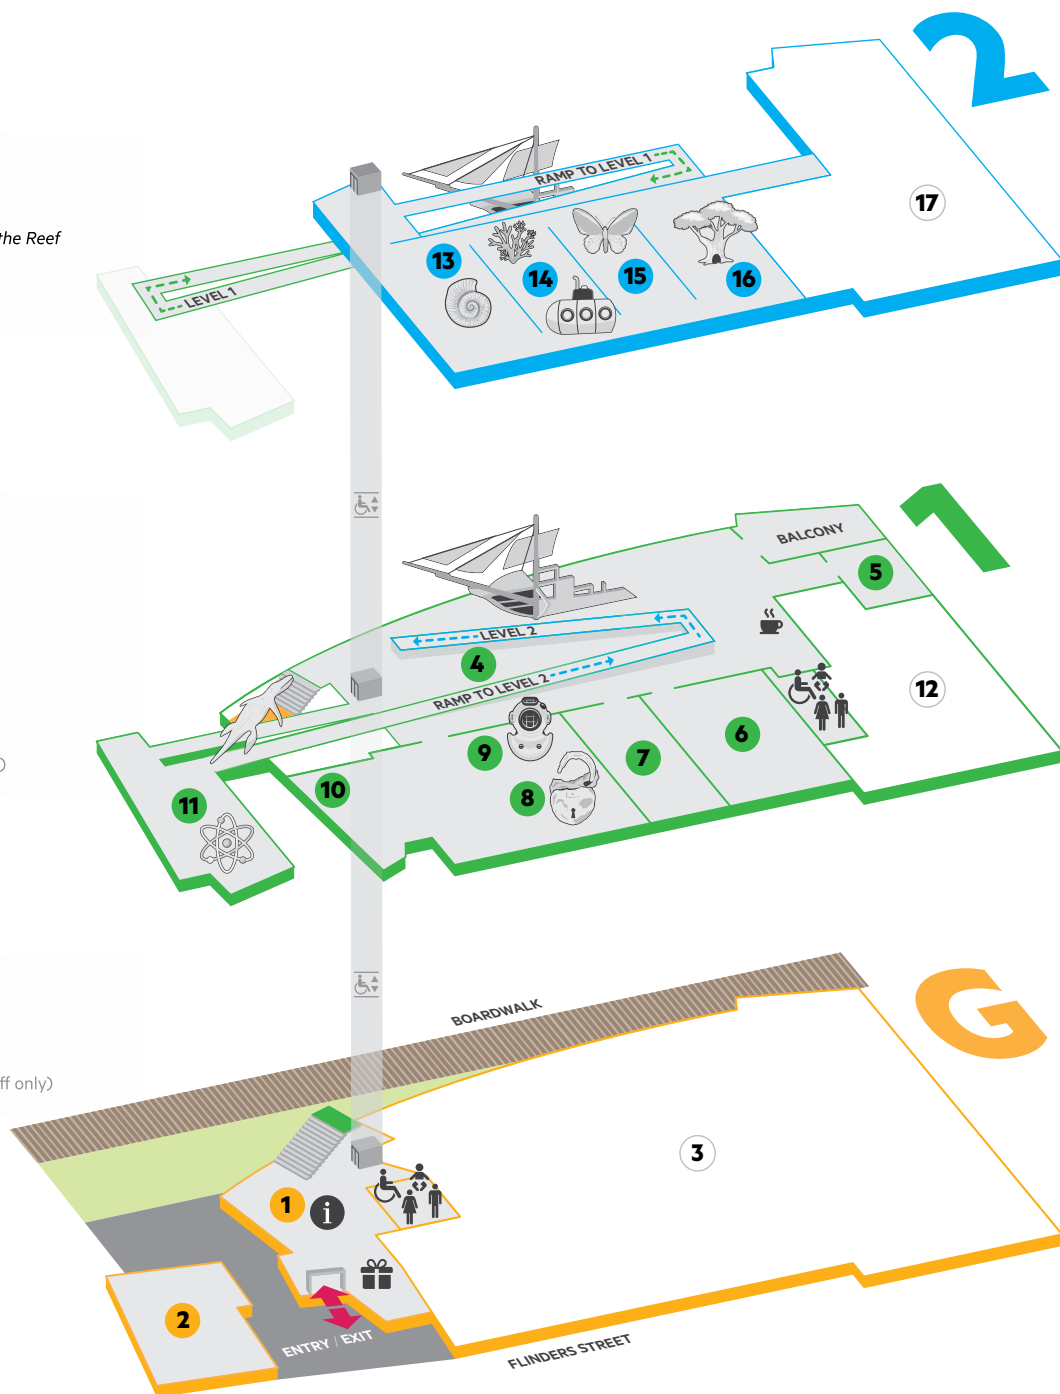 2
RAMP TO LEVEL 1
17
the Reef
13
14
15
16
LEVEL 1
1
BALCONY
5
LEVEL 2
4
RAMP TO LEVEL 2
12
6
9
7
10
8
11
)
G
BOARDWALK
ff only)
3
1
i
2
ENTRY | EXIT
FLINDERS STREET